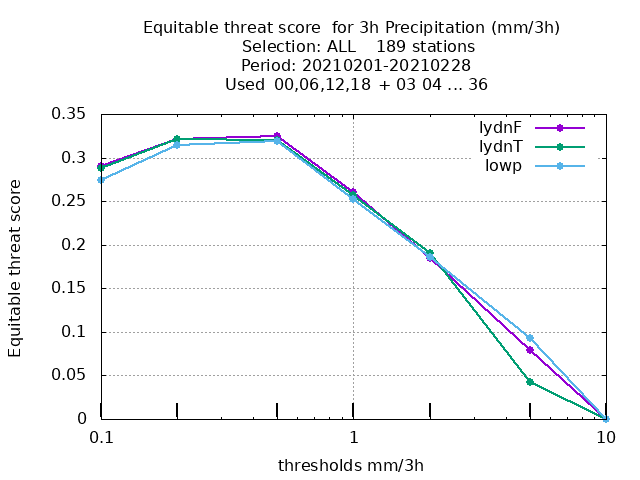 Equitable threat score  for 3h Precipitation (mm/3h)
Selection: ALL    189 stations
Period: 20210201-20210228
Used  00,06,12,18  + 03 04 ... 36
lydnF
lydnT
lowp
0.35
0.3
0.25
0.2
0.15
0.1
0.05
0
Equitable threat score
0.1
1
10
thresholds mm/3h